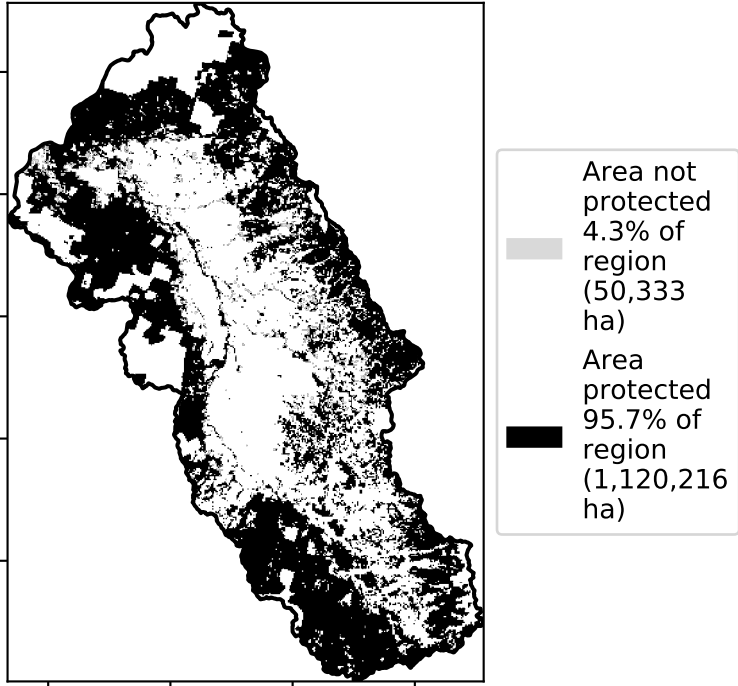 Area not
protected
4.3% of
region
(50,333
ha)
Area
protected
95.7% of
region
(1,120,216
ha)